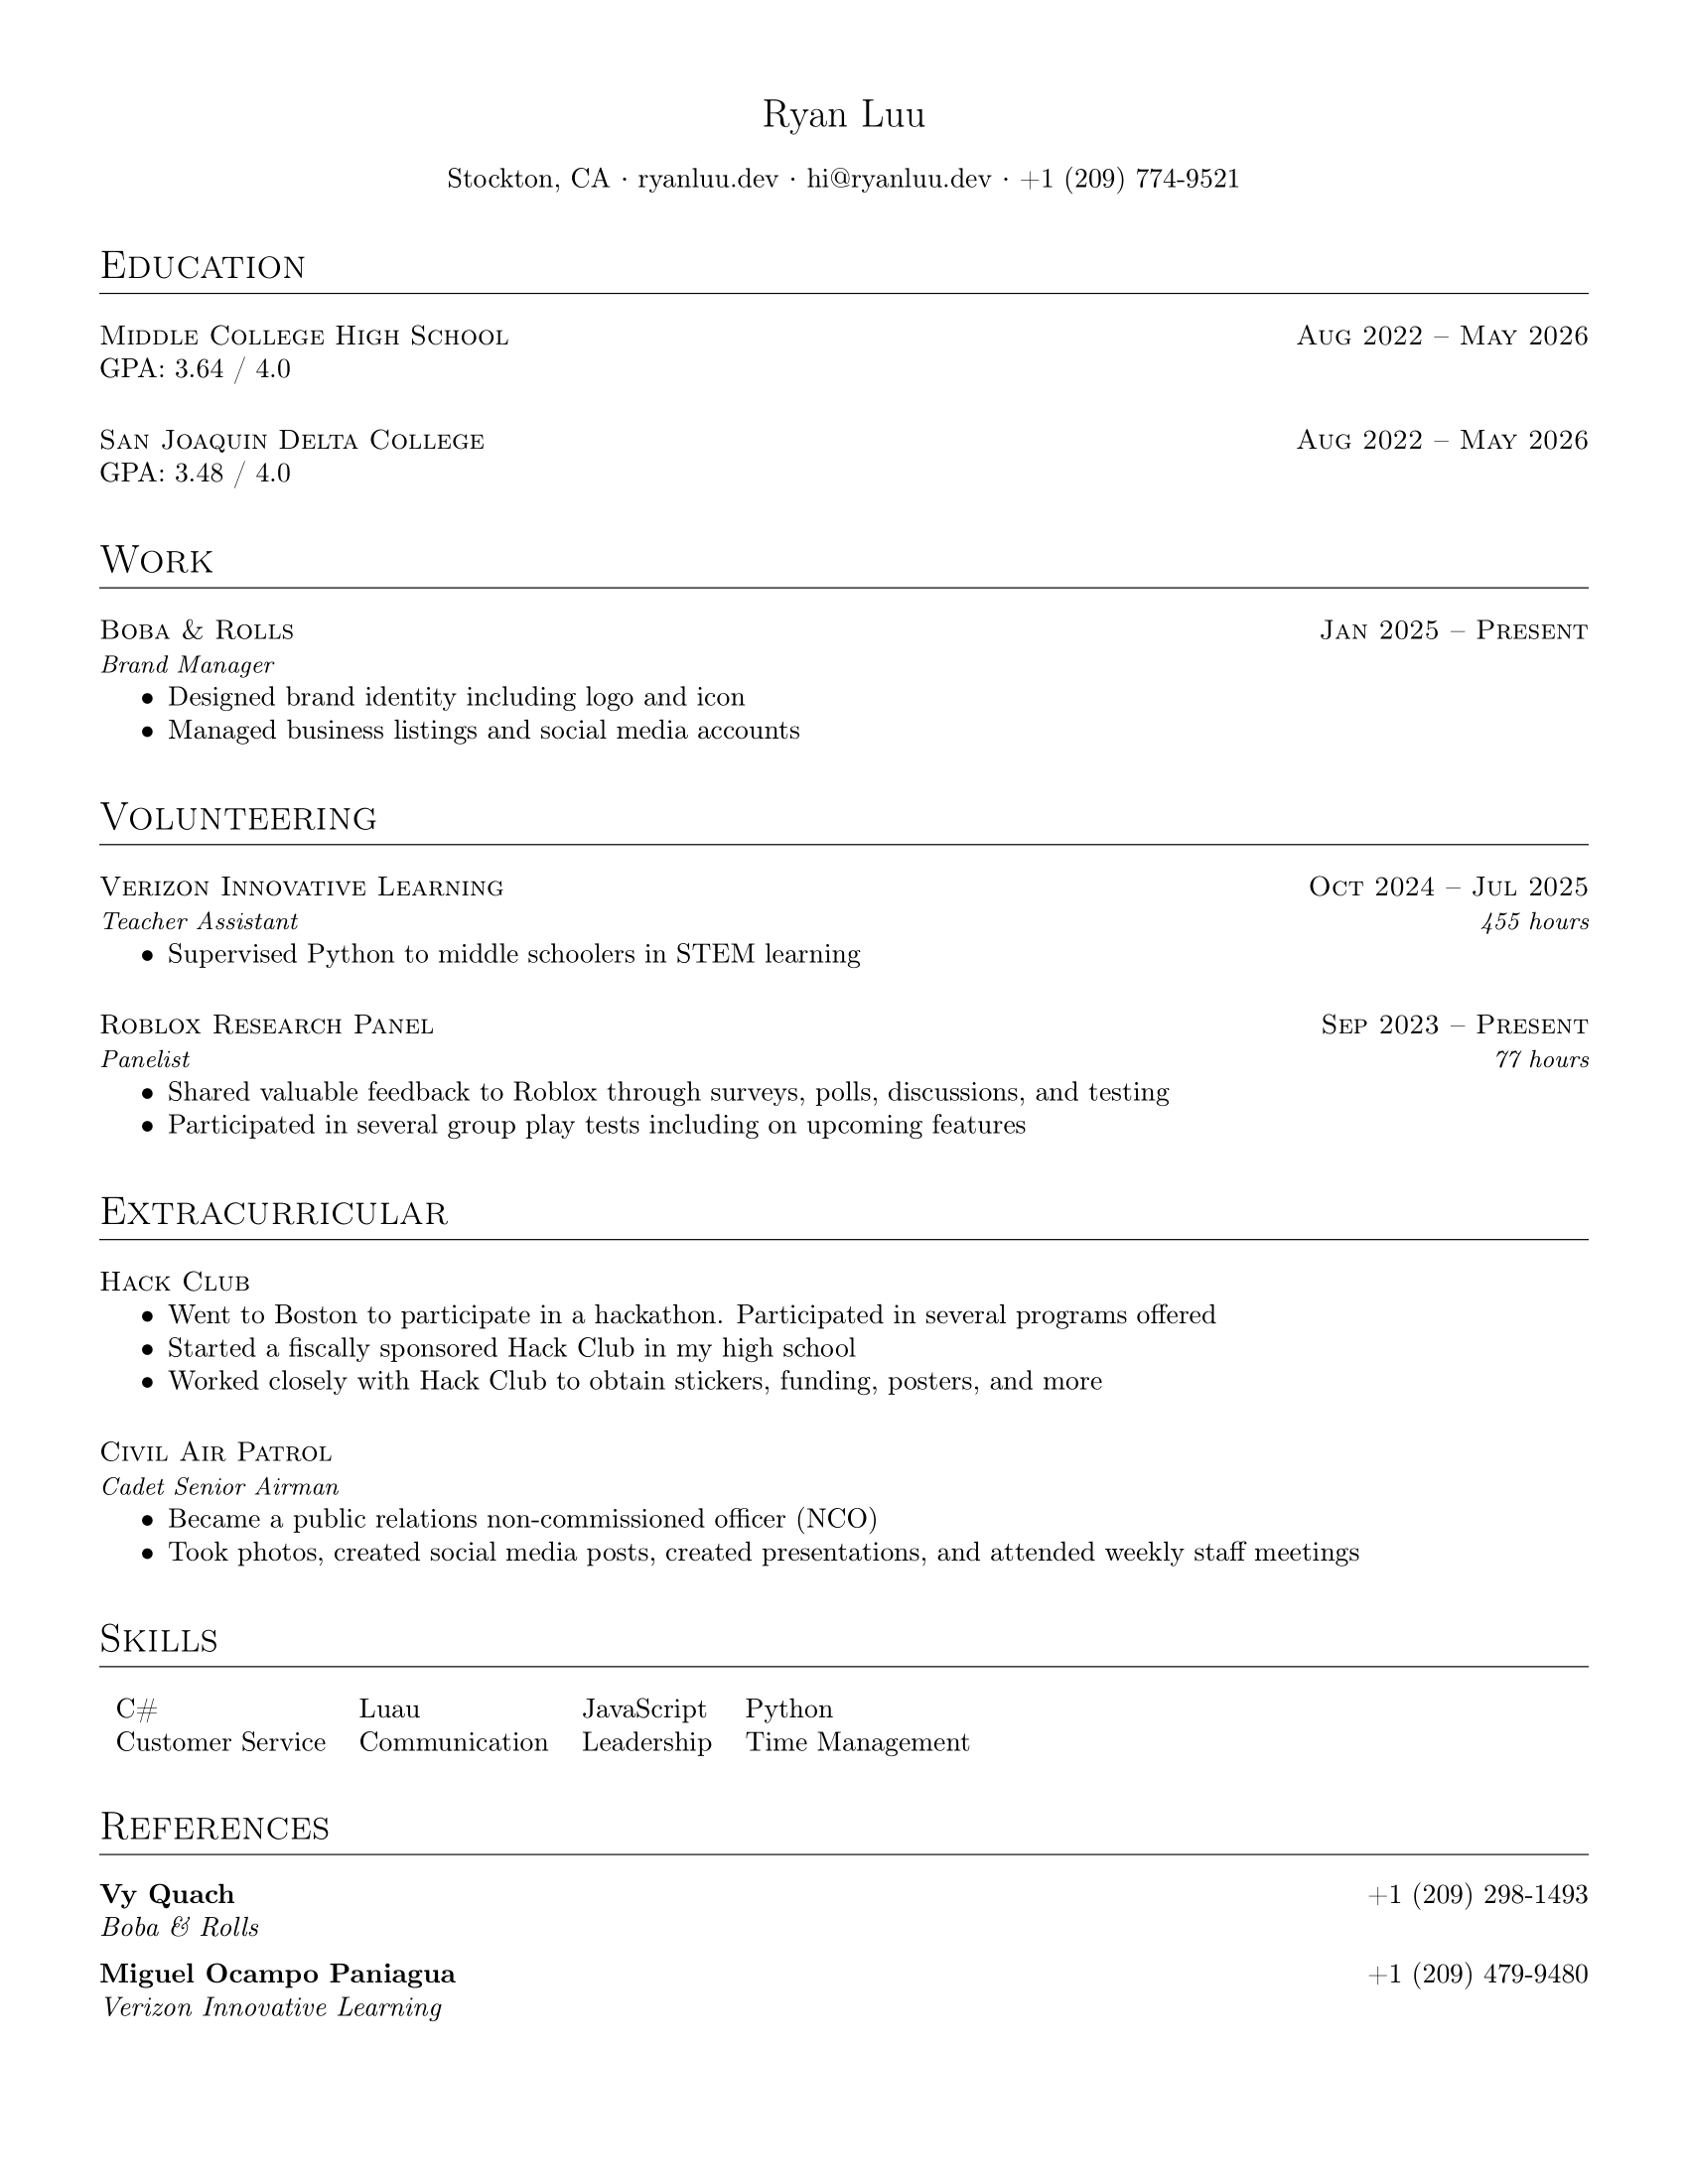 Ryan Luu
Stockton, CA · ryanluu.dev · hi@ryanluu.dev · +1 (209) 774-9521
Education
Middle College High School Aug 2022 – May 2026
GPA: 3.64 / 4.0
San Joaquin Delta College Aug 2022 – May 2026
GPA: 3.48 / 4.0
Work
Boba & Rolls Jan 2025 – Present
Brand Manager
• Designed brand identity including logo and icon
• Managed business listings and social media accounts
Volunteering
Verizon Innovative Learning Oct 2024 – Jul 2025
Teacher Assistant 455 hours
• Supervised Python to middle schoolers in STEM learning
Roblox Research Panel Sep 2023 – Present
Panelist 77 hours
• Shared valuable feedback to Roblox through surveys, polls, discussions, and testing
• Participated in several group play tests including on upcoming features
Extracurricular
Hack Club
• Went to Boston to participate in a hackathon. Participated in several programs offered
• Started a fiscally sponsored Hack Club in my high school
• Worked closely with Hack Club to obtain stickers, funding, posters, and more
Civil Air Patrol
Cadet Senior Airman
• Became a public relations non-commissioned officer (NCO)
• Took photos, created social media posts, created presentations, and attended weekly staff meetings
Skills
C# Luau JavaScript Python
Customer Service Communication Leadership Time Management
References
Vy Quach +1 (209) 298-1493
Boba & Rolls
Miguel Ocampo Paniagua +1 (209) 479-9480
Verizon Innovative Learning